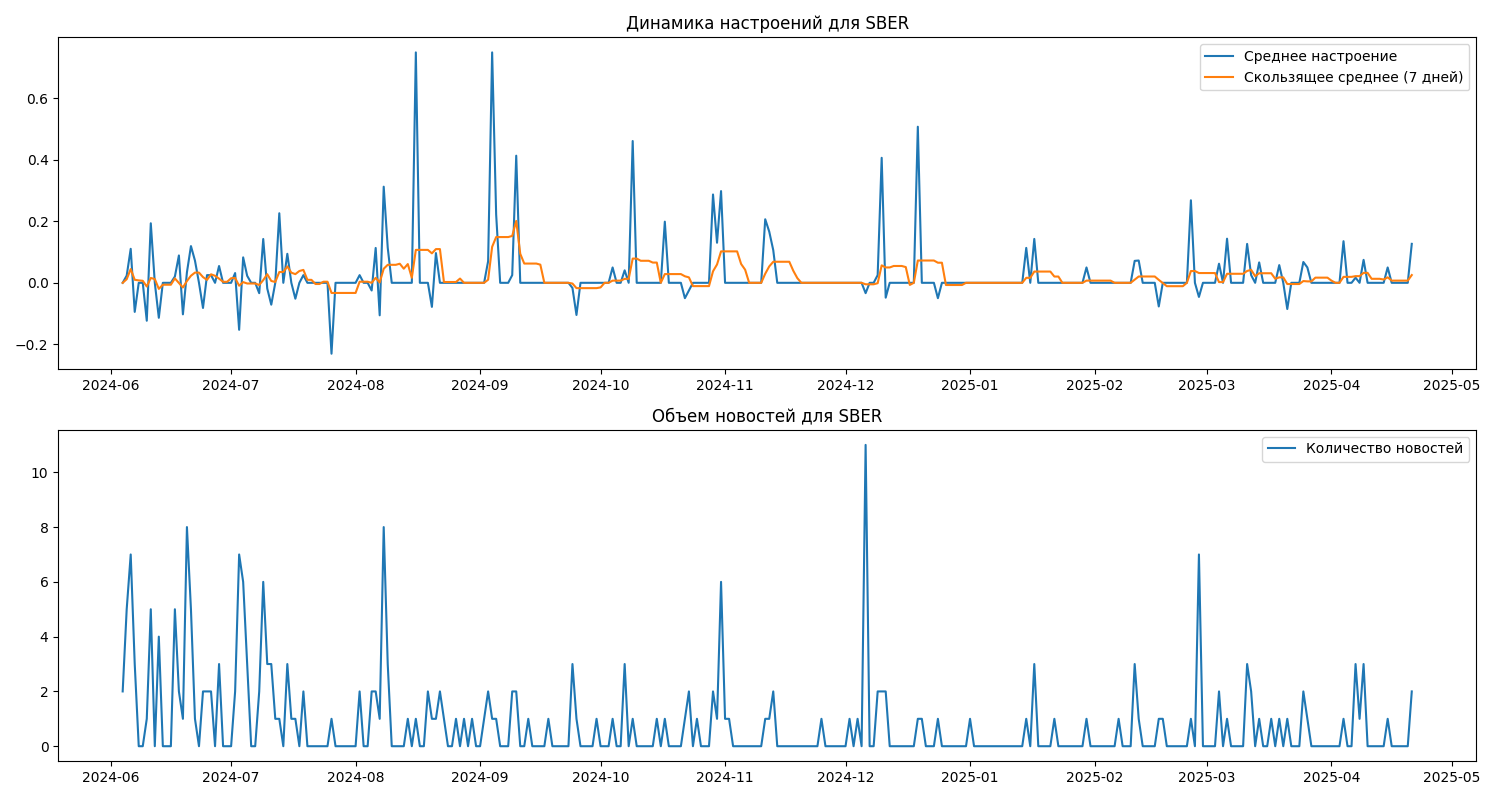 Динамика настроений для SBER
Среднее настроение
Скользящее среднее (7 дней)
0.6
0.4
0.2
0.0
−0.2
2024-06 2024-07 2024-08 2024-09 2024-10 2024-11 2024-12 2025-01 2025-02 2025-03 2025-04 2025-05
Объем новостей для SBER
Количество новостей
10
8
6
4
2
0
2024-06 2024-07 2024-08 2024-09 2024-10 2024-11 2024-12 2025-01 2025-02 2025-03 2025-04 2025-05